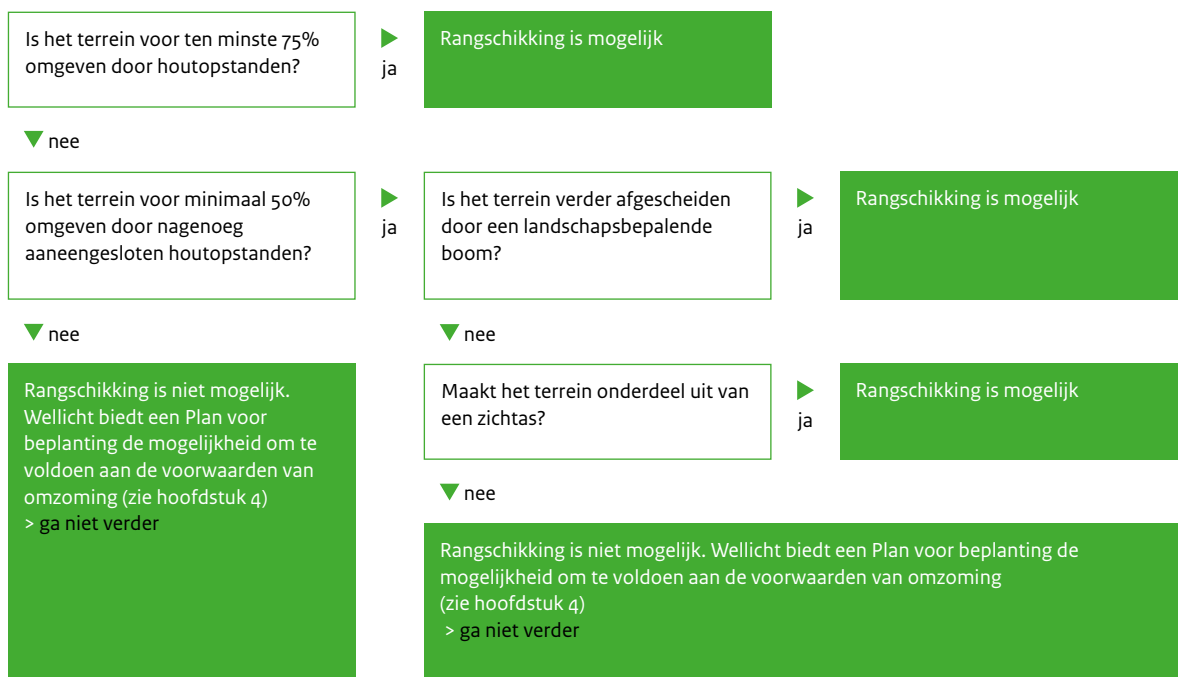 Is het terrein voor ten minste 75%
omgeven door houtopstanden?
ja
Rangschikking is mogelijk
nee
Is het terrein voor minimaal 50%
omgeven door nagenoeg
aaneengesloten houtopstanden?
ja
Is het terrein verder afgescheiden
door een landschapsbepalende
boom?
ja
Rangschikking is mogelijk
nee
nee
Rangschikking is niet mogelijk.
Wellicht biedt een Plan voor
beplanting de mogelijkheid om te
voldoen aan de voorwaarden van
omzoming (zie hoofdstuk 4)
> ga niet verder
Maakt het terrein onderdeel uit van
een zichtas?
ja
Rangschikking is mogelijk
nee
Rangschikking is niet mogelijk. Wellicht biedt een Plan voor beplanting de
mogelijkheid om te voldoen aan de voorwaarden van omzoming
(zie hoofdstuk 4)
> ga niet verder